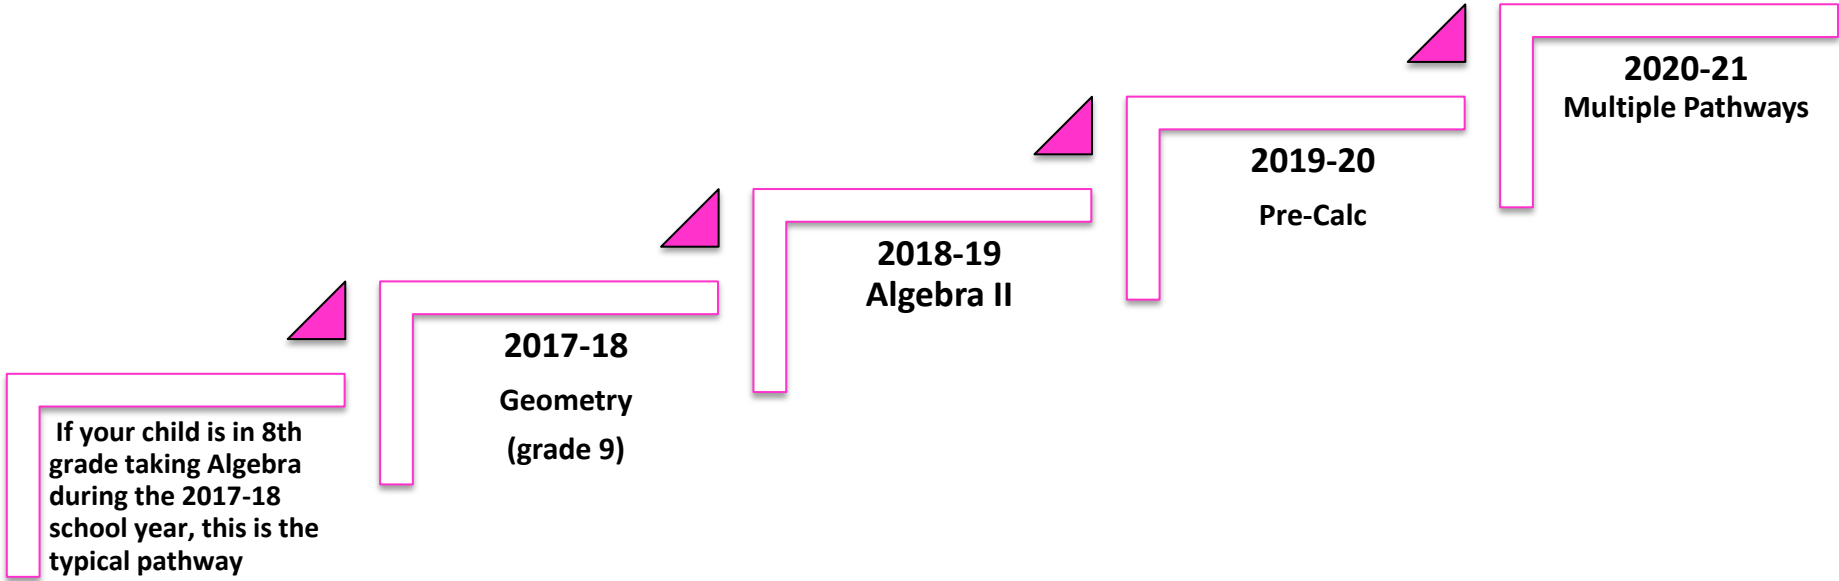 If your child is in 8th
grade taking Algebra
during the 2017-18
school year, this is the
typical pathway
2017-18
Geometry
(grade 9)
2018-19
Algebra II
2019-20
Pre-Calc
2020-21
Multiple Pathways